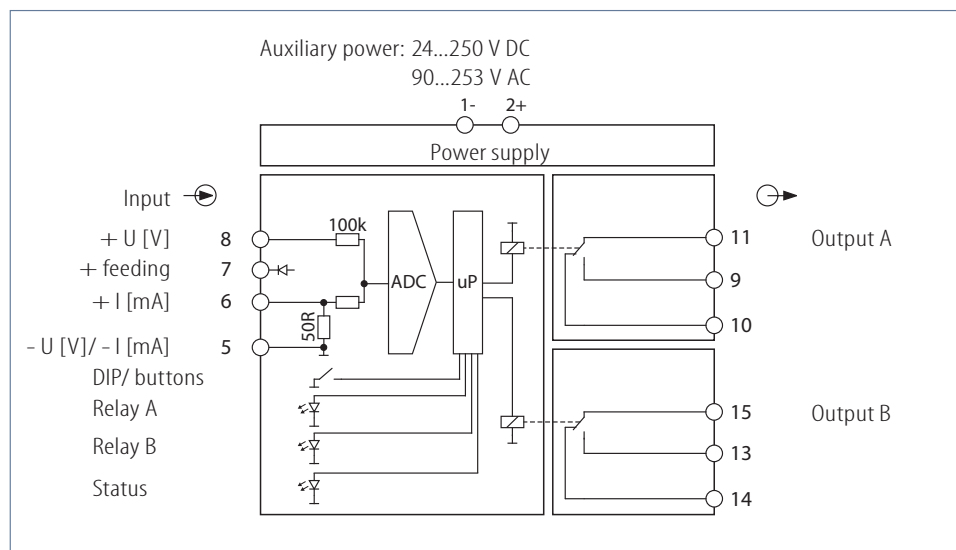 Auxiliary power: 24...250 V DC
90...253 V AC
1- 2+
Power supply
Input
100k
+ U [V] 8
+ feeding 7
+ I [mA] 6
50R
- U [V]/ - I [mA] 5
ADC
uP
DIP/ buttons
Relay A
Relay B
Status
11 Output A
9
10
15 Output B
13
14